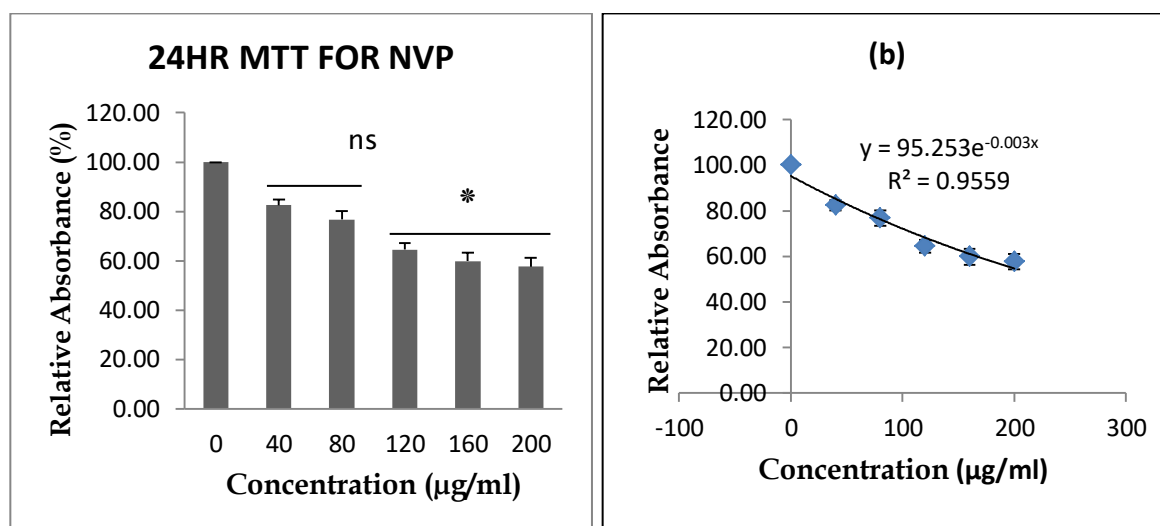 24HR MTT FOR NVP
Relative Absorbance (%)
120.00
100.00
80.00
60.00
40.00
20.00
0.00
ns
*
0 40 80 120 160 200
Concentration (µg/ml)
(b)
Relative Absorbance
120.00
100.00
80.00
60.00
40.00
20.00
0.00
y = 95.253e^-0.003x
R² = 0.9559
-100 0 100 200 300
Concentration (µg/ml)